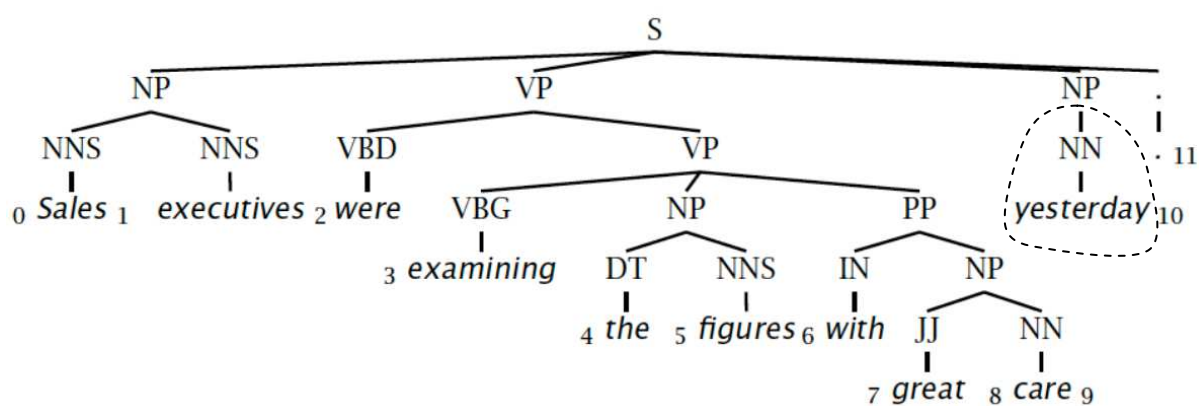 S
NP VP NP .
NNS NNS VBD VP NN . 11
0 Sales 1 executives 2 were VBG NP PP yesterday 10
3 examining DT NNS IN NP
4 the 5 figures 6 with JJ NN
7 great 8 care 9